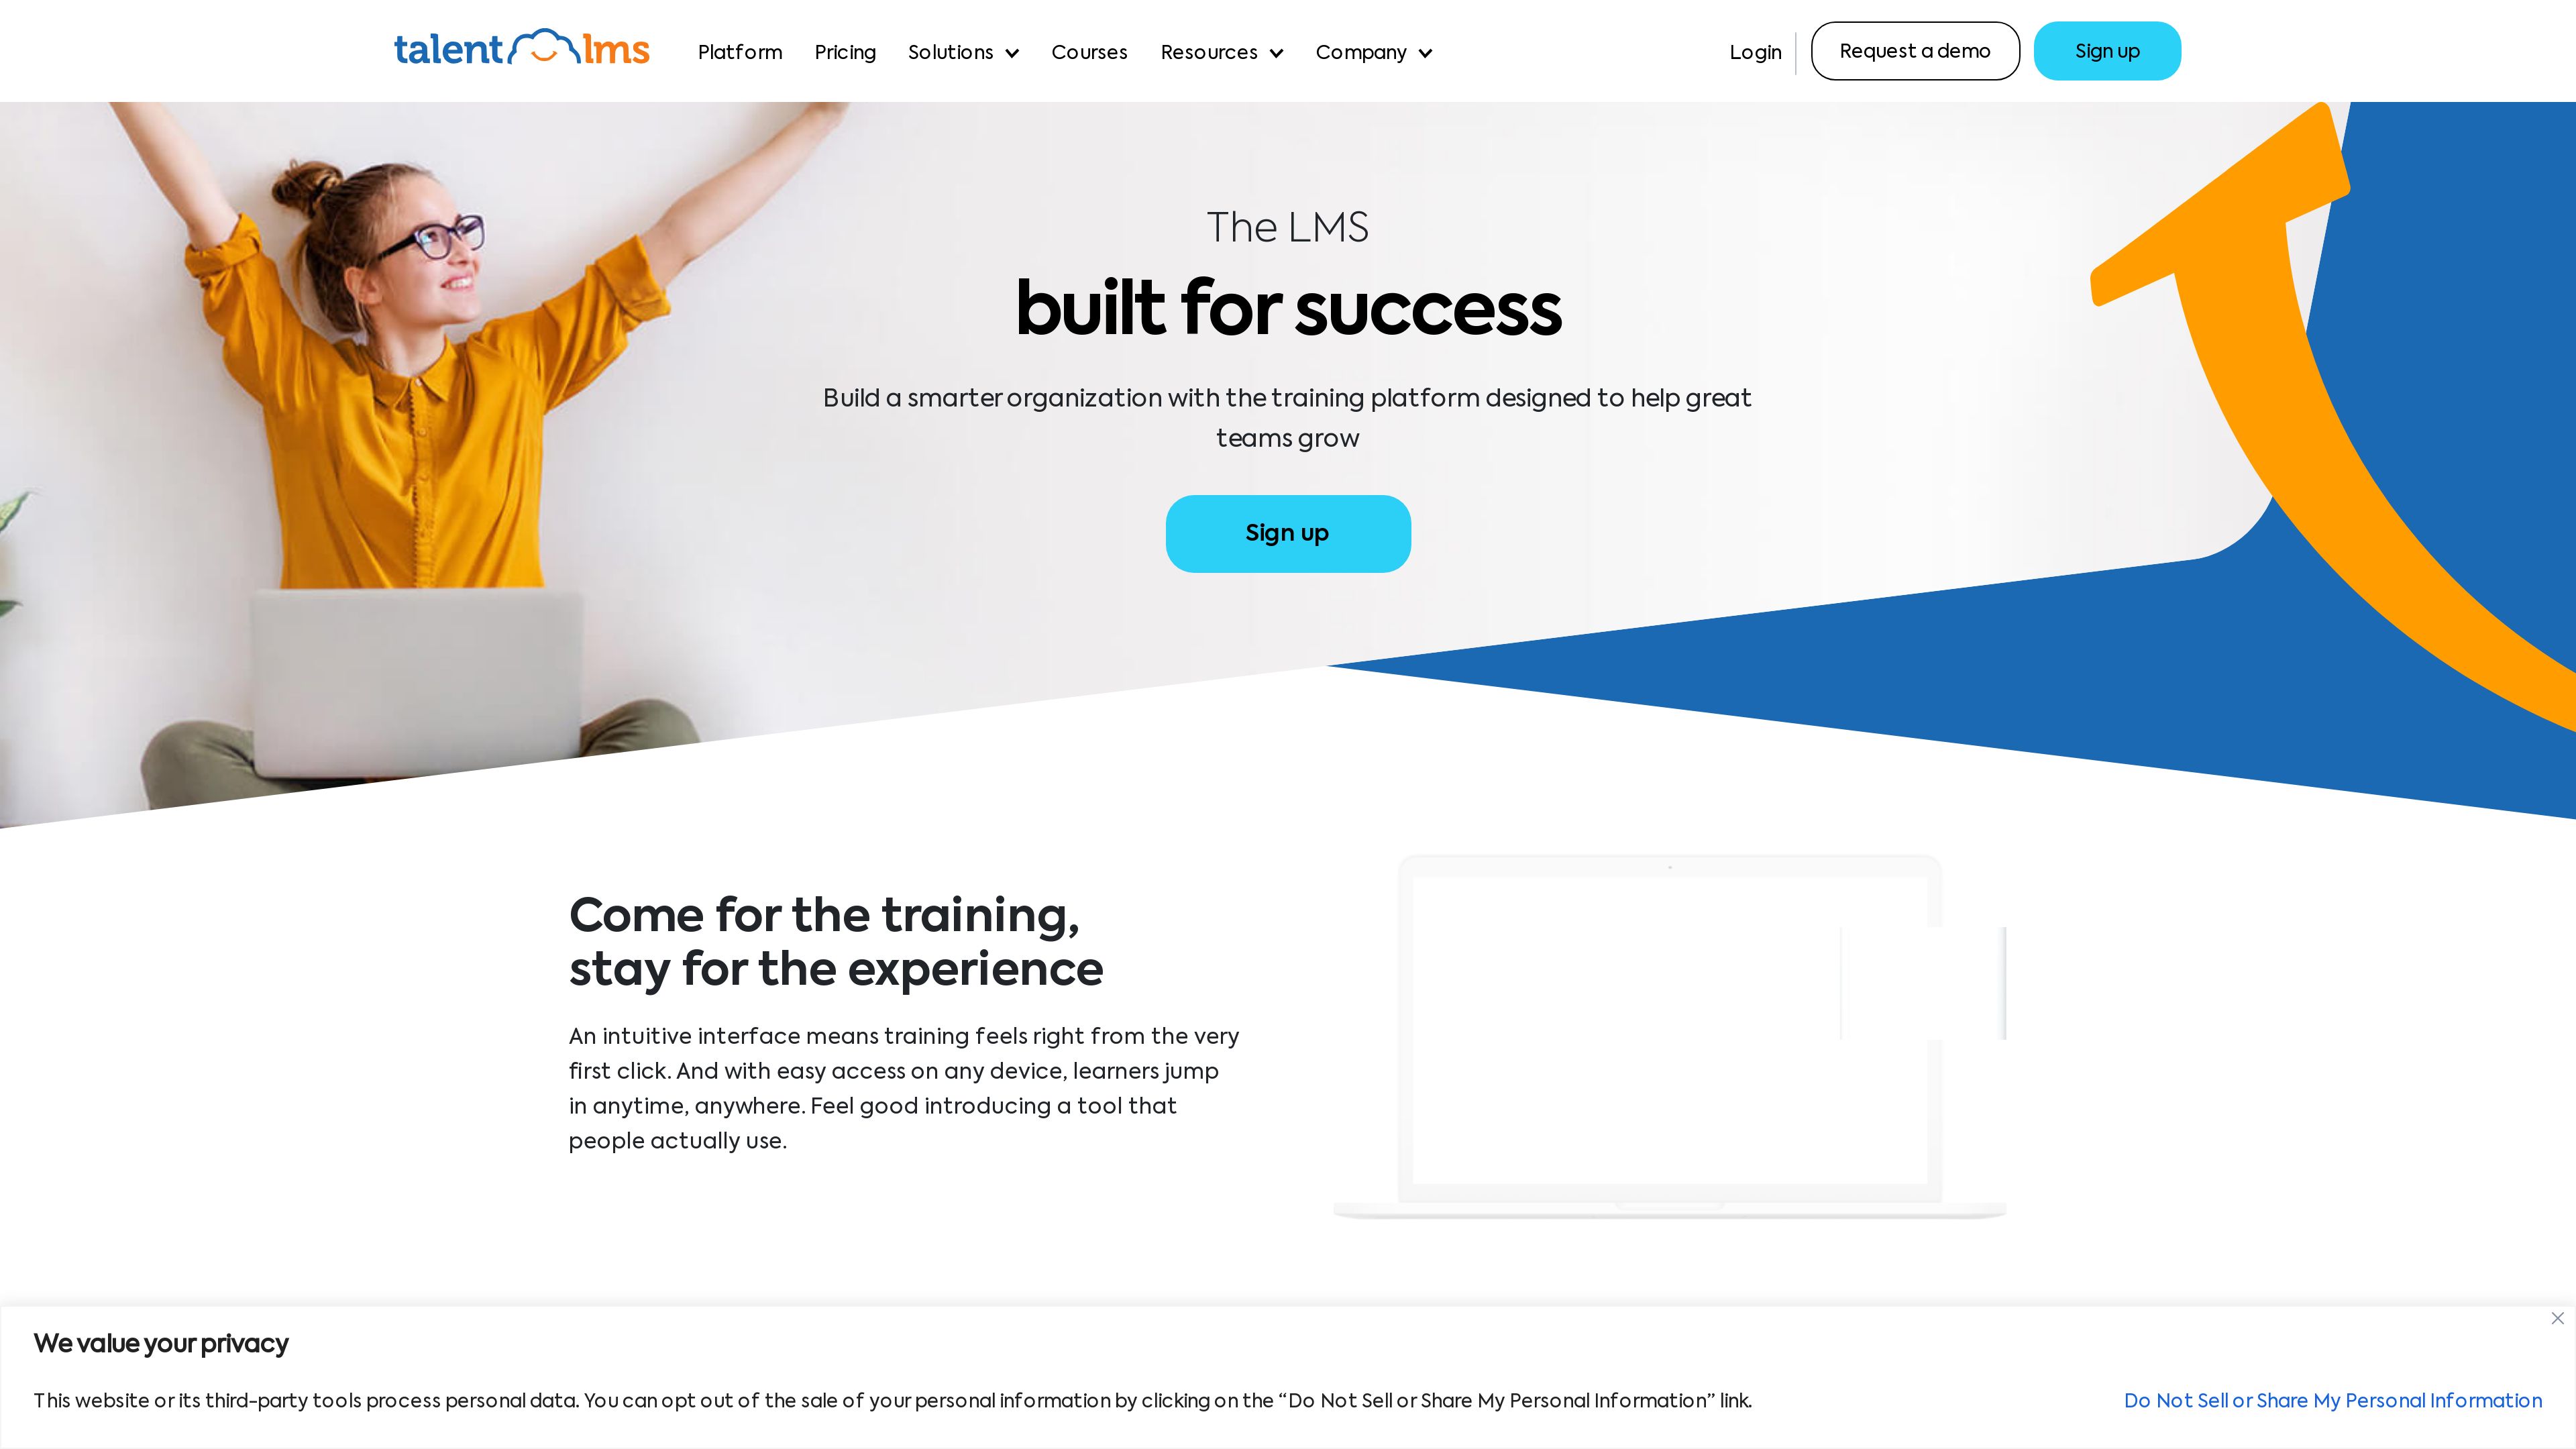 talent lms
Platform
Pricing
Solutions
Courses
Resources
Company
Login
Request a demo
Sign up
The LMS
built for success
Build a smarter organization with the training platform designed to help great
teams grow
Sign up
Come for the training,
stay for the experience
An intuitive interface means training feels right from the very
first click. And with easy access on any device, learners jump
in anytime, anywhere. Feel good introducing a tool that
people actually use.
We value your privacy
This website or its third-party tools process personal data. You can opt out of the sale of your personal information by clicking on the “Do Not Sell or Share My Personal Information” link.
Do Not Sell or Share My Personal Information